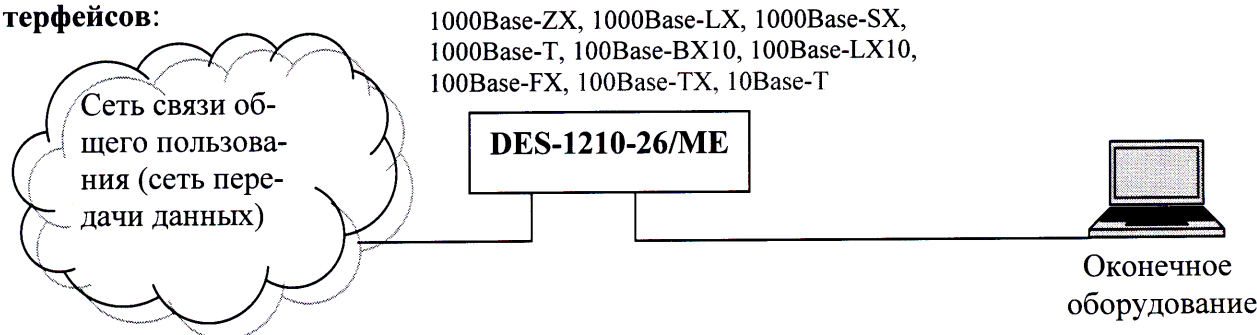 терфейсов:
1000Base-ZX, 1000Base-LX, 1000Base-SX,
1000Base-T, 100Base-BX10, 100Base-LX10,
100Base-FX, 100Base-TX, 10Base-T
Сеть связи об-
щего пользова-
ния (сеть пере-
дачи данных)
DES-1210-26/ME
Оконечное
оборудование